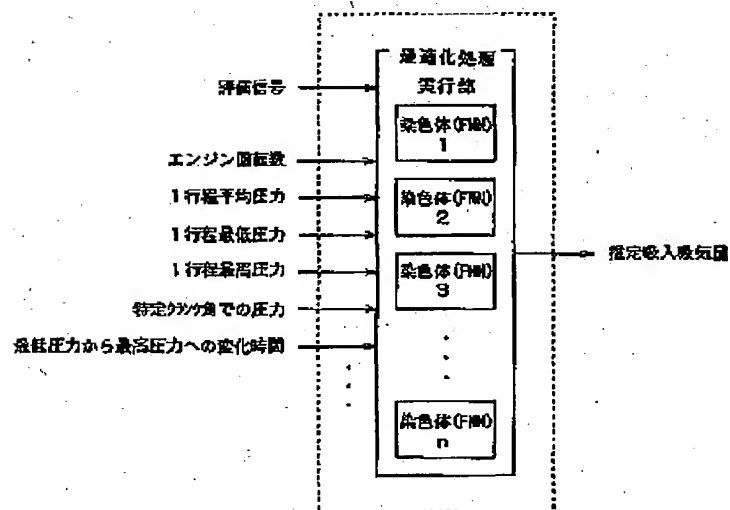 最適化処理
実行部
評価信号
染色体(FNN)
1
エンジン回転数
1行程平均圧力
染色体(FNN)
2
1行程最低圧力
推定吸入吸気量
1行程最高圧力
染色体(FNN)
3
特定クランク角での圧力
最低圧力から最高圧力への変化時間
染色体(FNN)
n